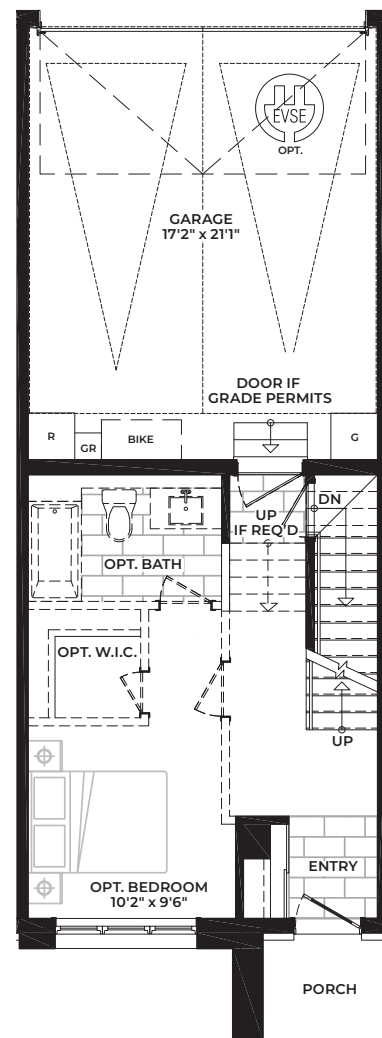 EVSE
OPT.
GARAGE
17'2" x 21'1"
DOOR IF
GRADE PERMITS
R
GR
BIKE
G
UP
IF REQ'D
DN
OPT. BATH
OPT. W.I.C.
UP
OPT. BEDROOM
10'2" x 9'6"
ENTRY
PORCH